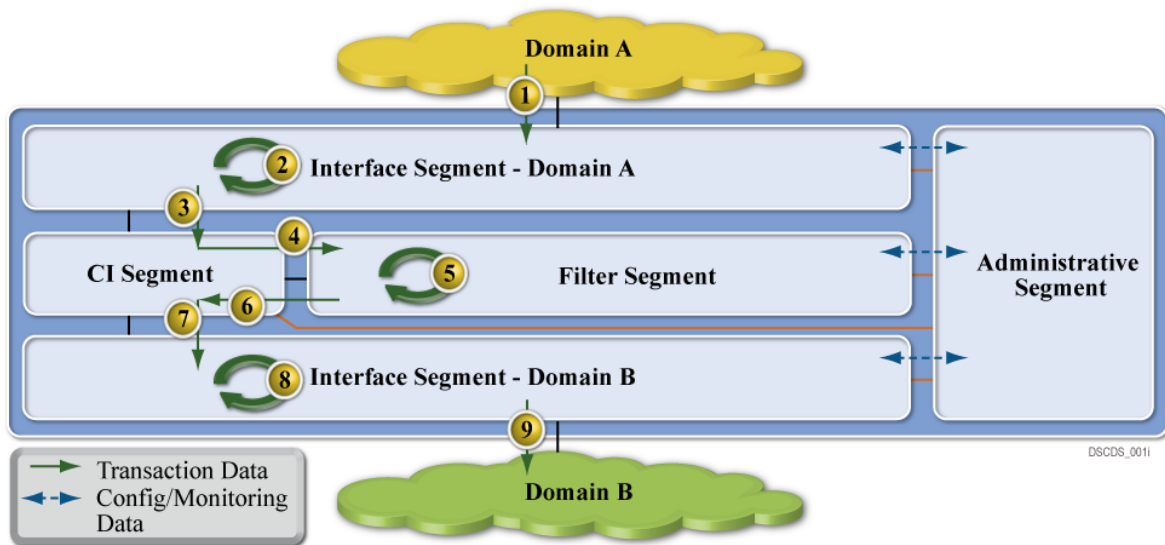 Domain A
1
2
Interface Segment - Domain A
3
4
CI Segment
5
Filter Segment
Administrative
Segment
6
7
8
Interface Segment - Domain B
9
DSCDS_001i
Transaction Data
Config/Monitoring
Data
Domain B